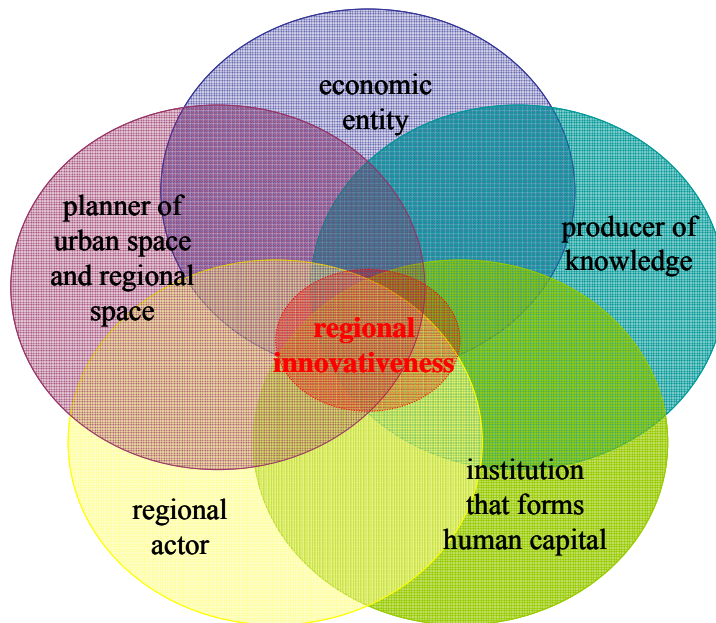 economic
entity
planner of
urban space
and regional
space
producer of
knowledge
regional
innovativeness
institution
that forms
human capital
regional
actor